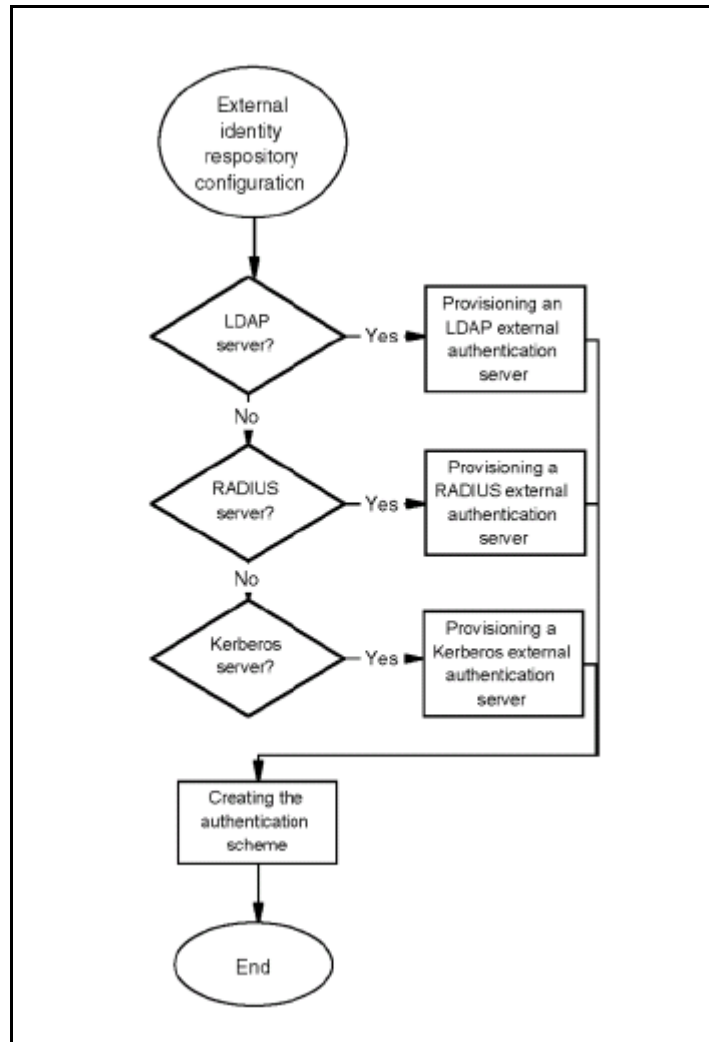 External
identity
respository
configuration
LDAP
server?
Yes
Provisioning an
LDAP external
authentication
server
No
RADIUS
server?
Yes
Provisioning a
RADIUS external
authentication
server
No
Kerberos
server?
Yes
Provisioning a
Kerberos external
authentication
server
Creating the
authentication
scheme
End